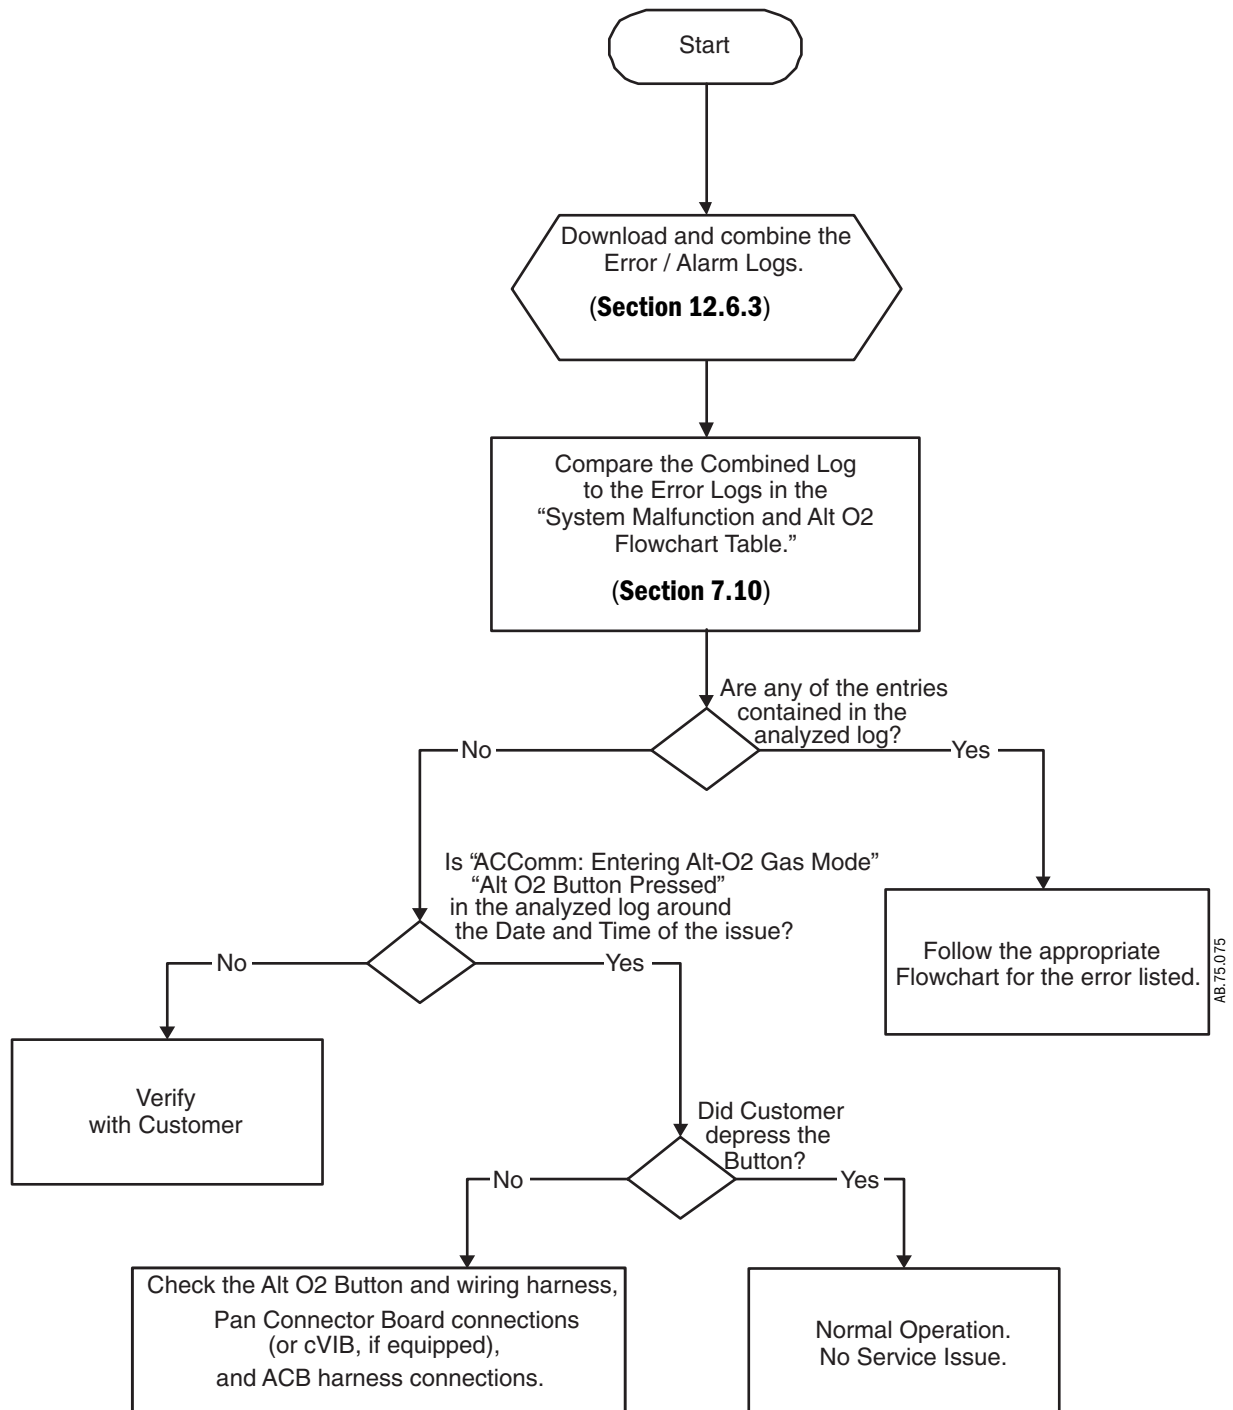 Start
Download and combine the
Error / Alarm Logs.
(Section 12.6.3)
Compare the Combined Log
to the Error Logs in the
“System Malfunction and Alt O2
Flowchart Table.”
(Section 7.10)
Are any of the entries
contained in the
analyzed log?
No
Yes
Is “ACComm: Entering Alt-O2 Gas Mode”
“Alt O2 Button Pressed”
in the analyzed log around
the Date and Time of the issue?
No
Yes
Follow the appropriate
Flowchart for the error listed.
AB.75.075
Verify
with Customer
Did Customer
depress the
Button?
No
Yes
Check the Alt O2 Button and wiring harness,
Pan Connector Board connections
(or cVIB, if equipped),
and ACB harness connections.
Normal Operation.
No Service Issue.